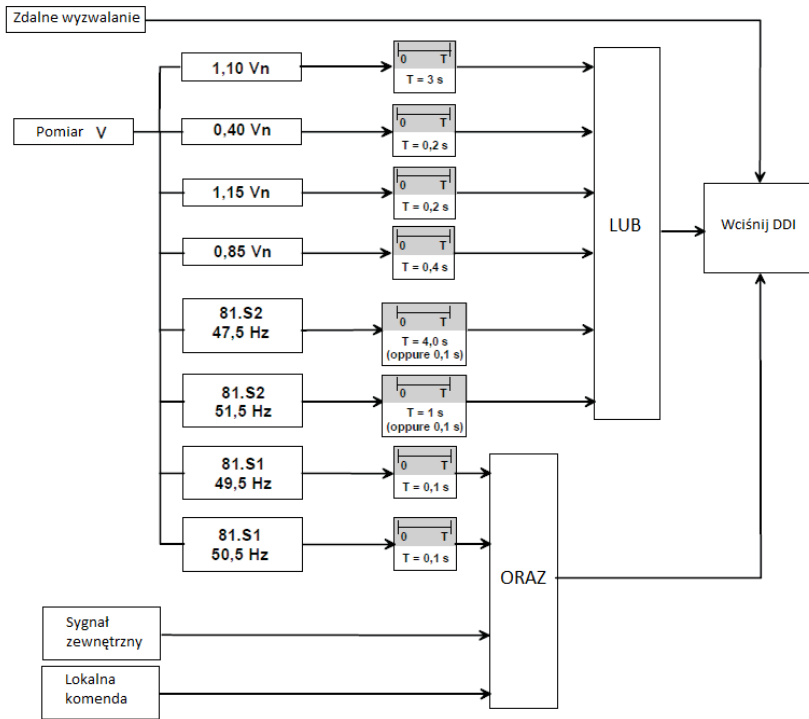 Zdalne wyzwalanie
1,10 Vn
0 T
T = 3 s
Pomiar V
0,40 Vn
0 T
T = 0,2 s
1,15 Vn
0 T
T = 0,2 s
LUB
Wciśnij DDI
0,85 Vn
0 T
T = 0,4 s
81.S2
47,5 Hz
0 T
T = 4,0 s
(oppure 0,1 s)
81.S2
51,5 Hz
0 T
T = 1 s
(oppure 0,1 s)
81.S1
49,5 Hz
0 T
T = 0,1 s
81.S1
50,5 Hz
0 T
T = 0,1 s
ORAZ
Sygnał
zewnętrzny
Lokalna
komenda